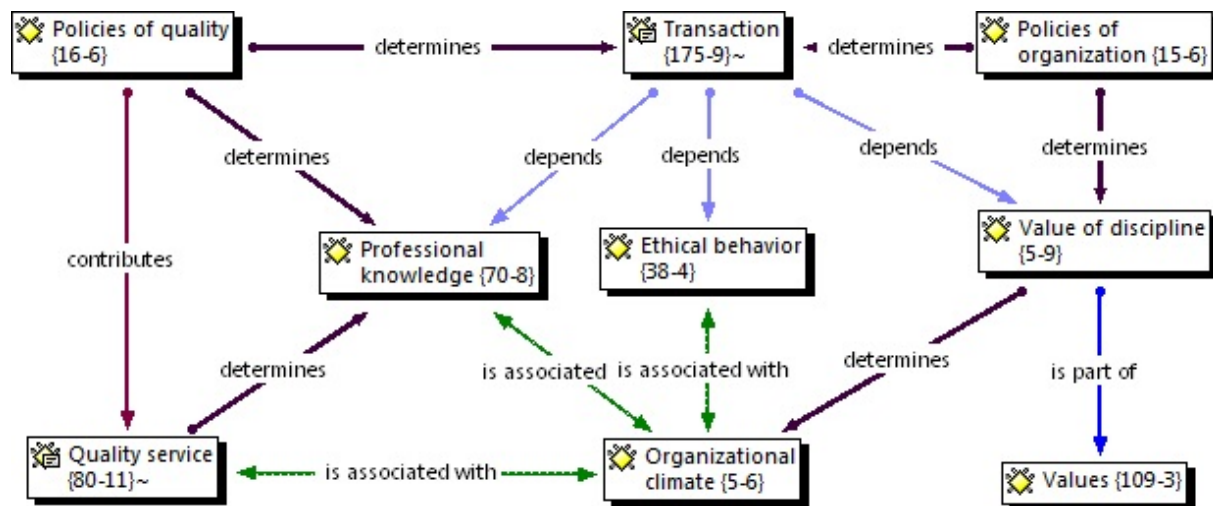 Policies of quality
{16-6}
determines
Transaction
{175-9}~
determines
Policies of
organization {15-6}
determines
depends
depends
depends
determines
contributes
Professional
knowledge {70-8}
Ethical behavior
{38-4}
Value of discipline
{5-9}
determines
is associated
is associated with
determines
is part of
Quality service
{80-11}~
is associated with
Organizational
climate {5-6}
Values {109-3}